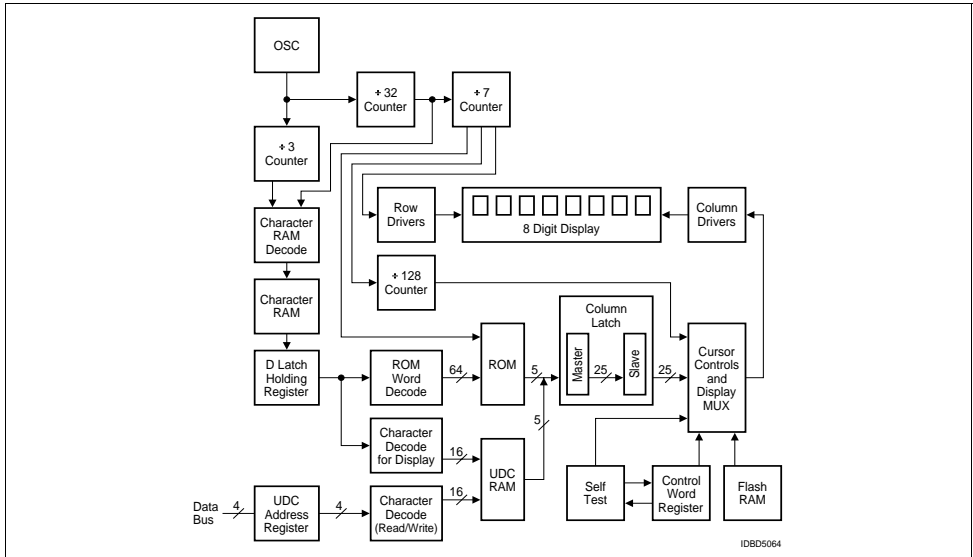 OSC
÷ 32
Counter
÷ 7
Counter
÷ 3
Counter
Row
Drivers
8 Digit Display
Column
Drivers
Character
RAM
Decode
÷ 128
Counter
Character
RAM
Column
Latch
Master
25
Slave
25
Cursor
Controls
and
Display
MUX
D Latch
Holding
Register
ROM
Word
Decode
64
ROM
5
5
Character
Decode
for Display
16
UDC
RAM
16
Data
Bus
4
UDC
Address
Register
4
Character
Decode
(Read/Write)
Self
Test
Control
Word
Register
Flash
RAM
IDBD5064